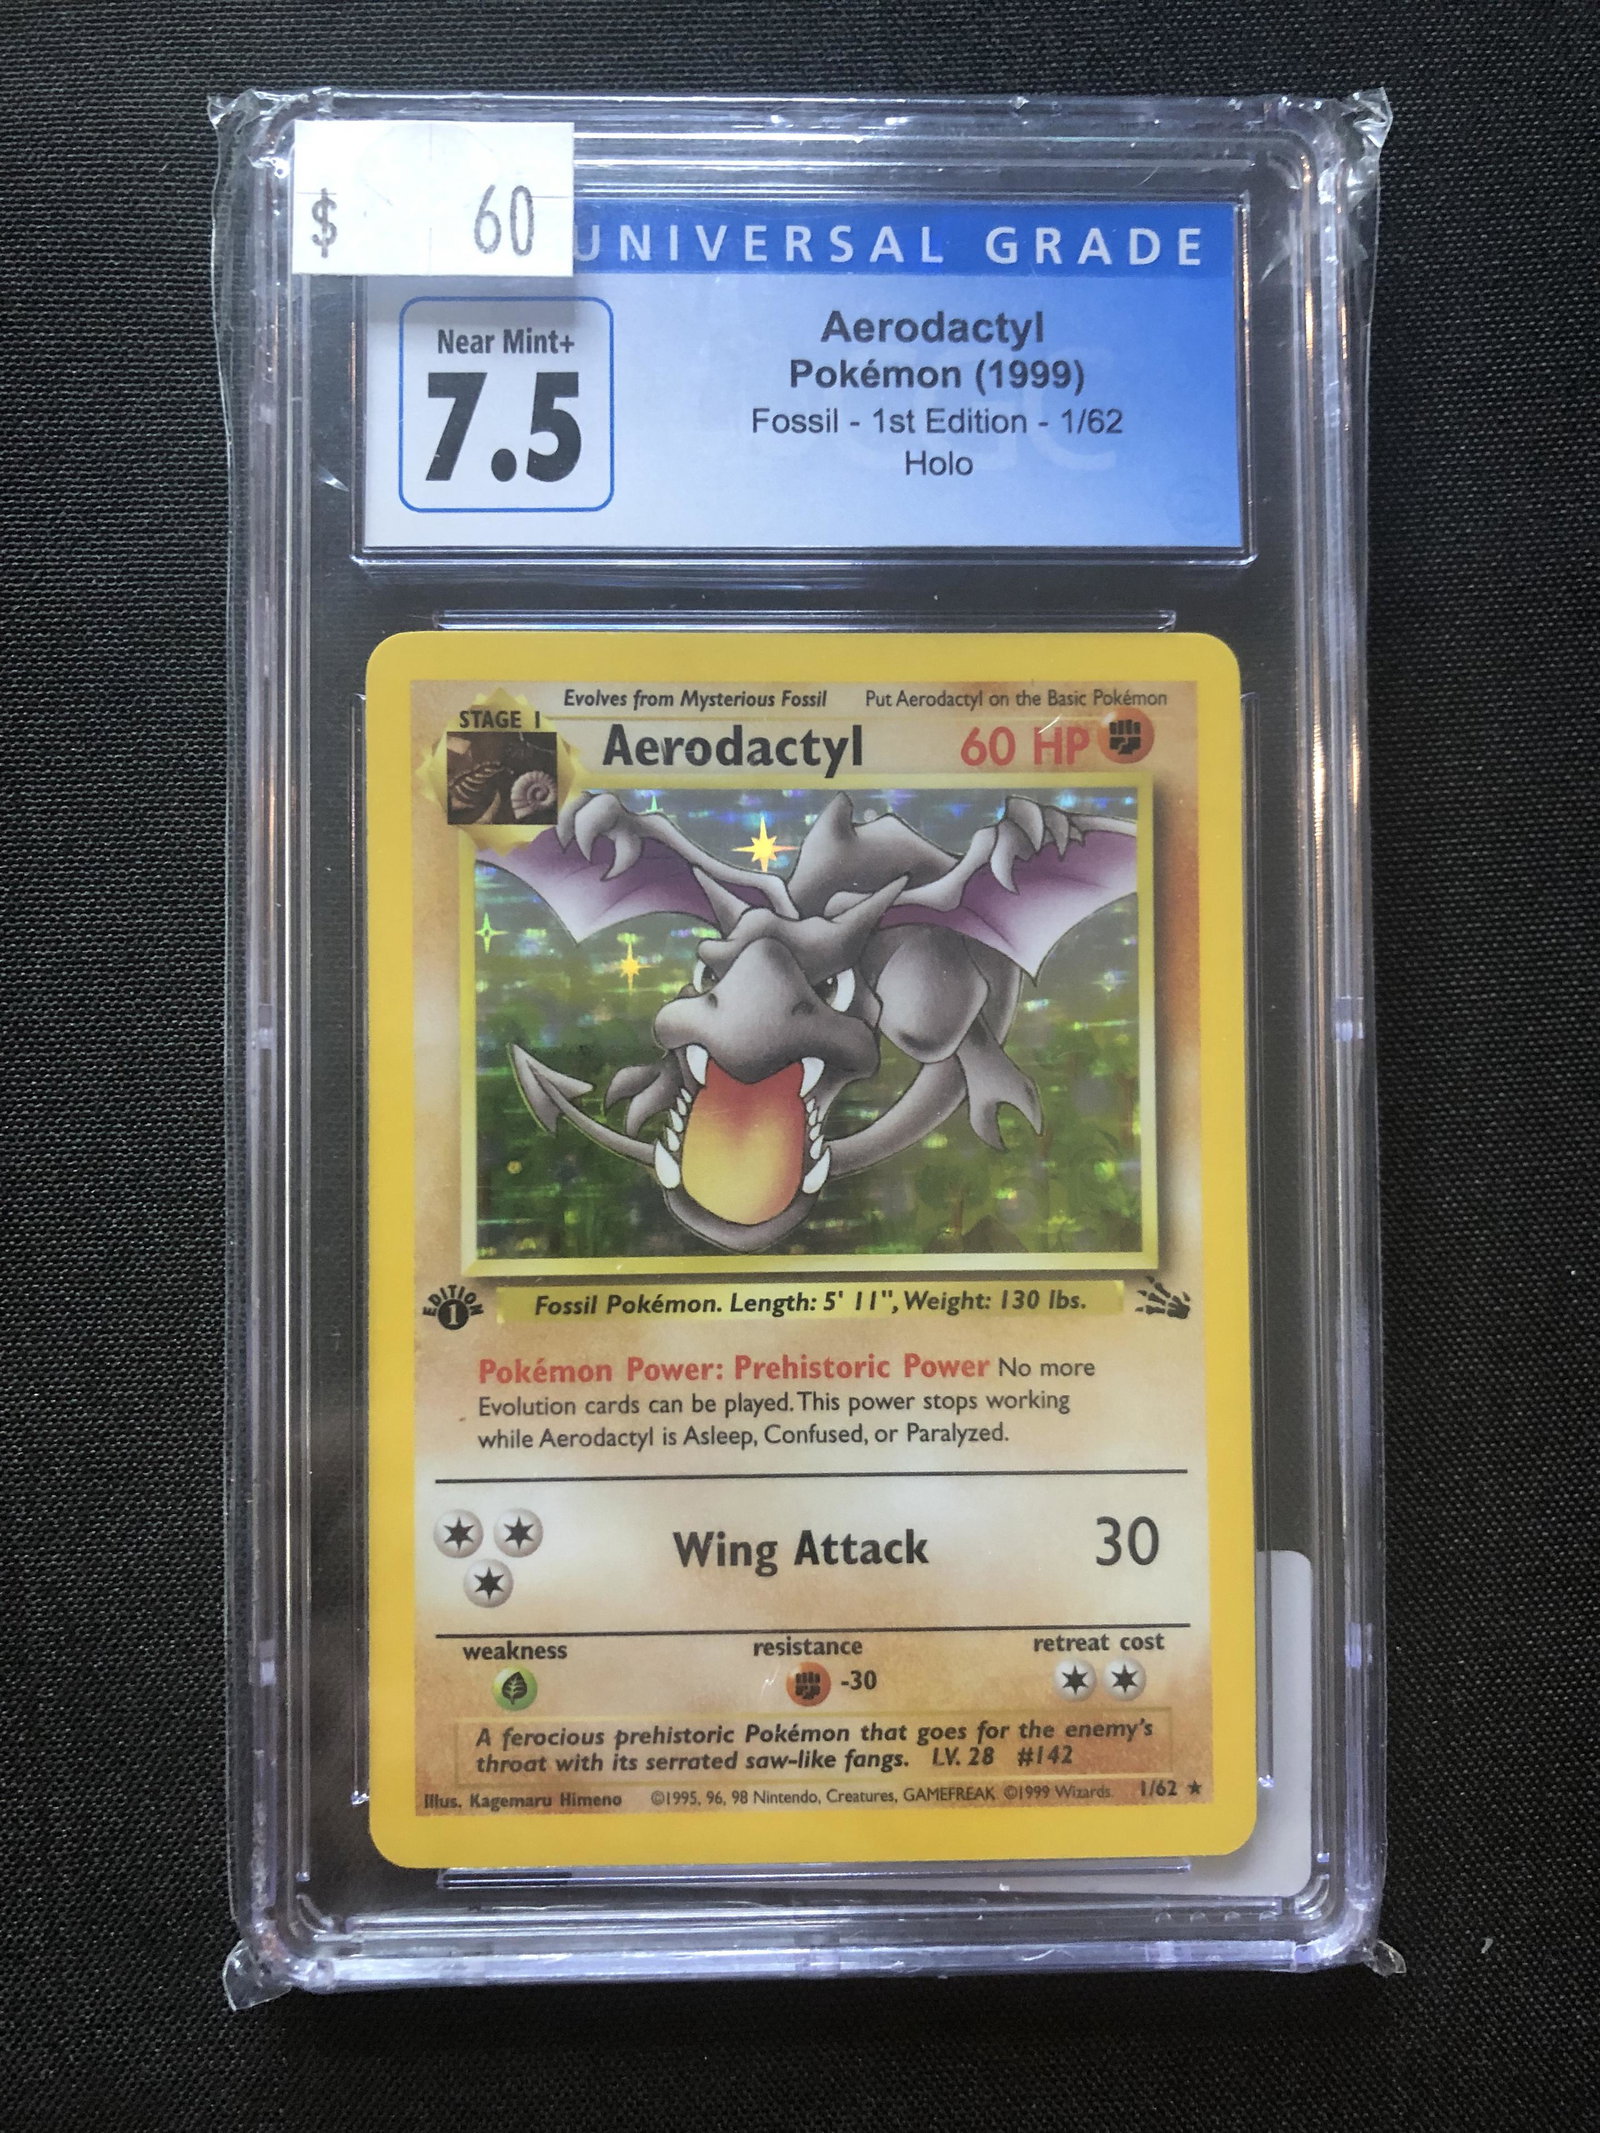 $ 60
UNIVERSAL GRADE
Near Mint+
7.5
Aerodactyl
Pokémon (1999)
Fossil - 1st Edition - 1/62
Holo
Evolves from Mysterious Fossil Put Aerodactyl on the Basic Pokémon
STAGE 1
Aerodactyl 60 HP
EDITION
1
Fossil Pokémon. Length: 5' 11", Weight: 130 lbs.
Pokémon Power: Prehistoric Power No more
Evolution cards can be played. This power stops working
while Aerodactyl is Asleep, Confused, or Paralyzed.
Wing Attack 30
weakness resistance retreat cost
-30
A ferocious prehistoric Pokémon that goes for the enemy's
throat with its serrated saw-like fangs. LV. 28 #142
Illus. Kagemaru Himeno ©1995, 96, 98 Nintendo, Creatures, GAMEFREAK ©1999 Wizards. 1/62 ★